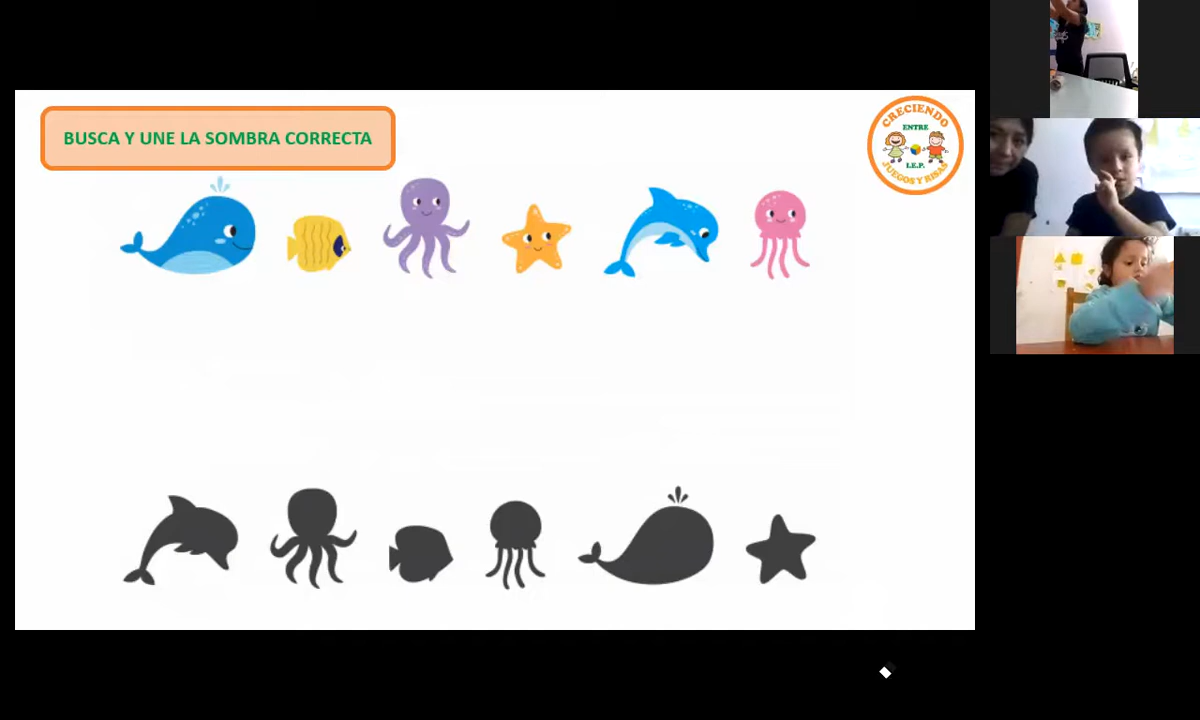 BUSCA Y UNE LA SOMBRA CORRECTA
CRECIENDO
ENTRE
I.E.P.
JUEGOS Y RISAS